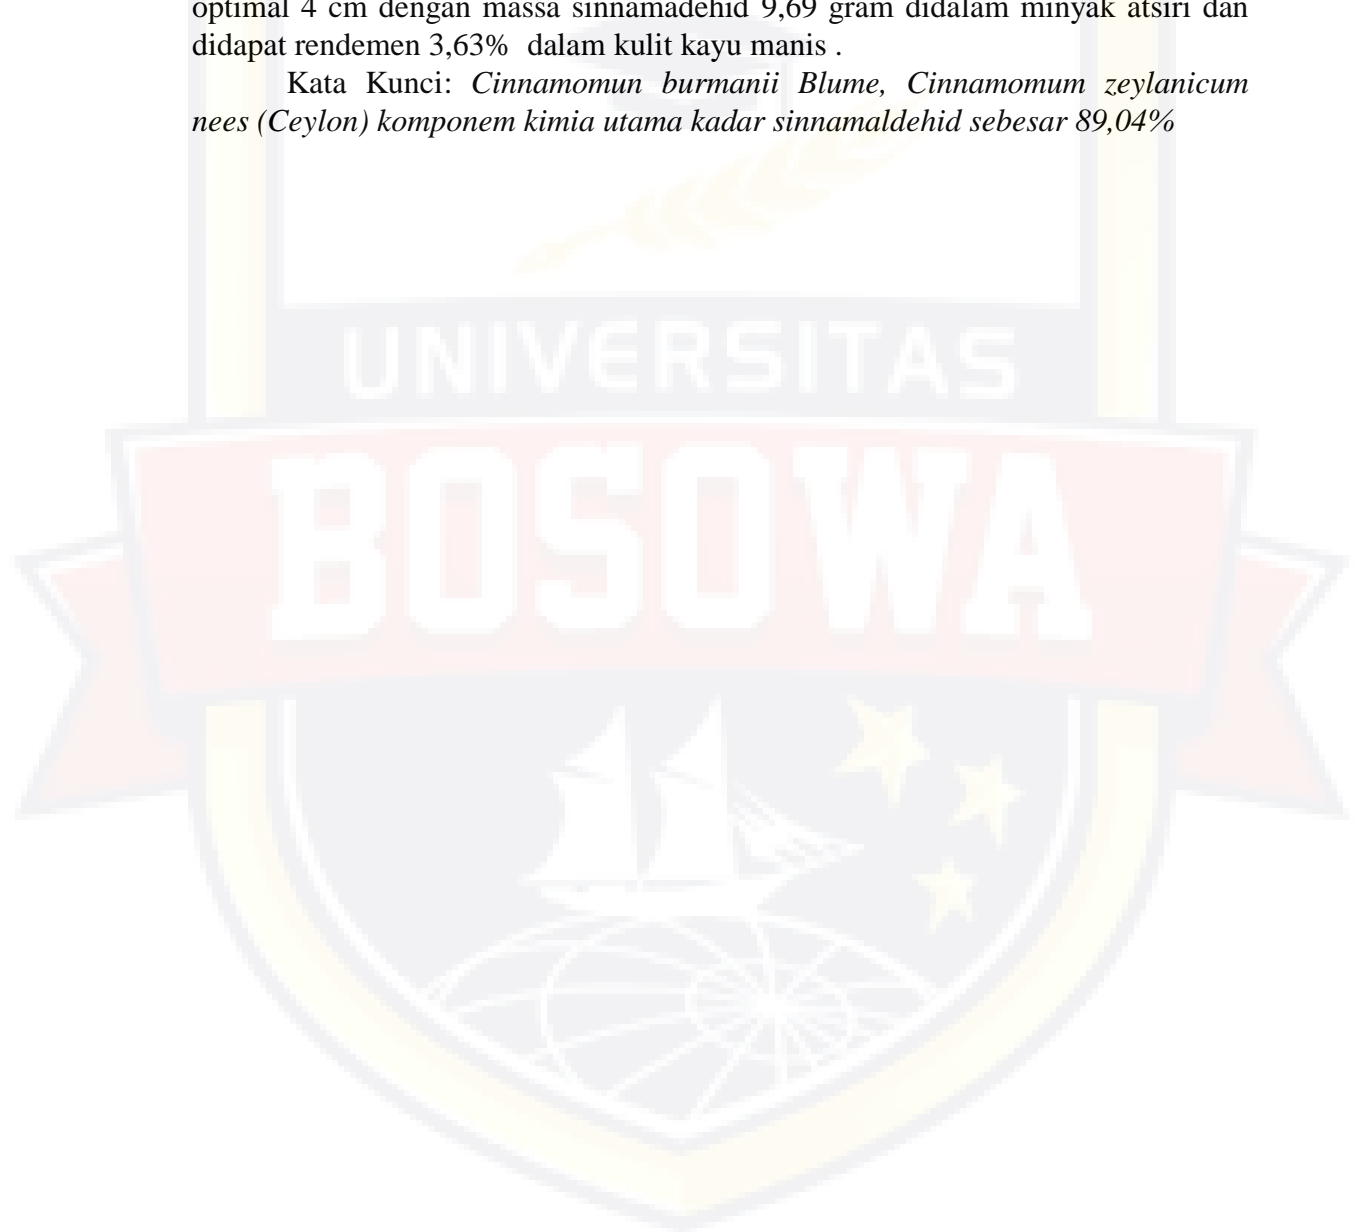 optimal 4 cm dengan massa sinnamadehid 9,69 gram didalam minyak atsiri dan
didapat rendemen 3,63% dalam kulit kayu manis .
Kata Kunci: Cinnamomun burmanii Blume, Cinnamomum zeylanicum
nees (Ceylon) komponem kimia utama kadar sinnamaldehid sebesar 89,04%
UNIVERSITAS
BOSOWA